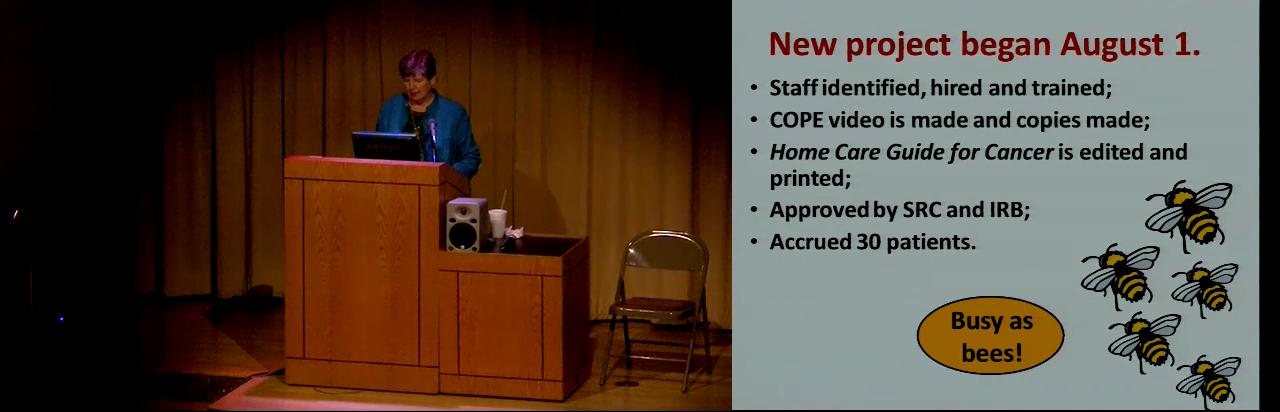 New project began August 1.
• Staff identified, hired and trained;
• COPE video is made and copies made;
• Home Care Guide for Cancer is edited and
printed;
• Approved by SRC and IRB;
• Accrued 30 patients.
Busy as
bees!